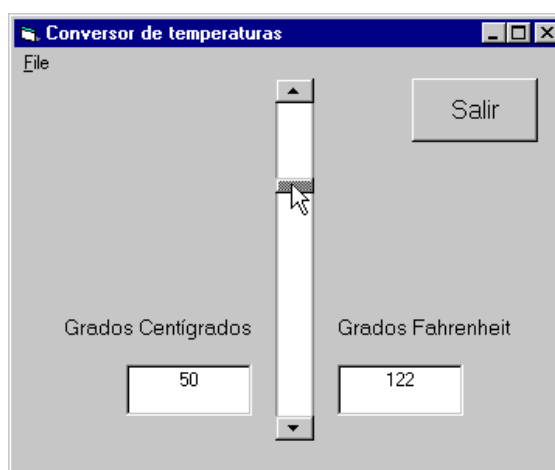 Conversor de temperaturas
File
Salir
Grados Centígrados
Grados Fahrenheit
50
122